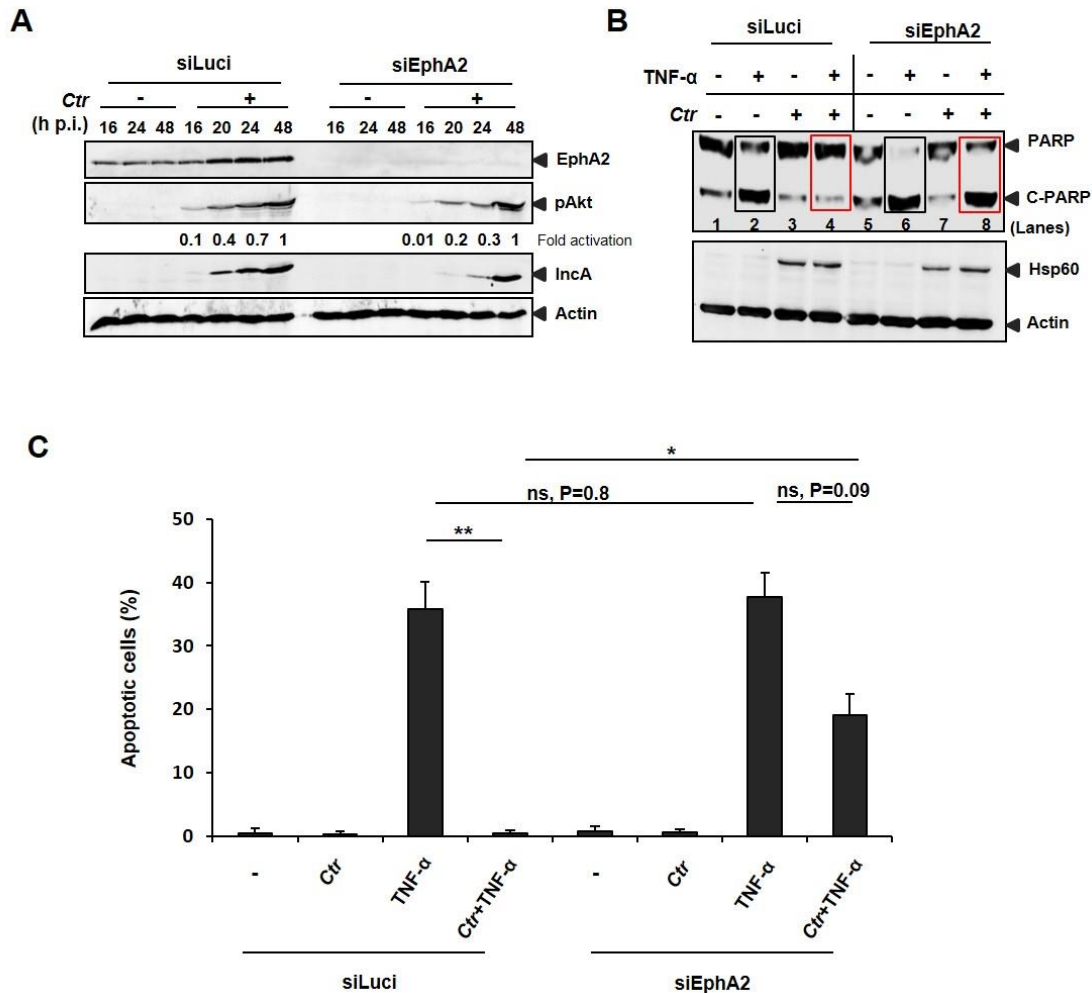 A
siLuci siEphA2
Ctr - + - +
(h p.i.) 16 24 48 16 20 24 48 16 24 48 16 20 24 48
EphA2
pAkt
0.1 0.4 0.7 1 0.01 0.2 0.3 1 Fold activation
IncA
Actin
B
siLuci siEphA2
TNF-α - + - + - + - +
Ctr - - + + - - + +
PARP
C-PARP
1 2 3 4 5 6 7 8 (Lanes)
Hsp60
Actin
C
*
ns, P=0.8 ns, P=0.09
**
Apoptotic cells (%)
50
40
30
20
10
0
- Ctr TNF-α Ctr+TNF-α - Ctr TNF-α Ctr+TNF-α
siLuci siEphA2